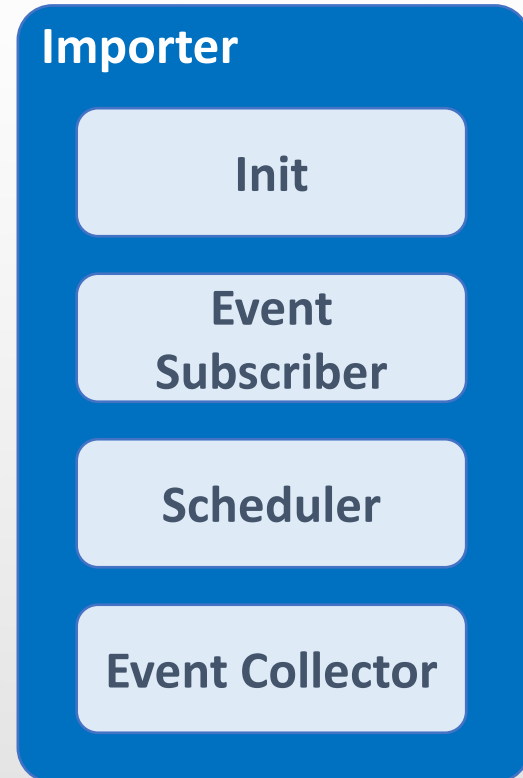 Importer
Init
Event
Subscriber
Scheduler
Event Collector